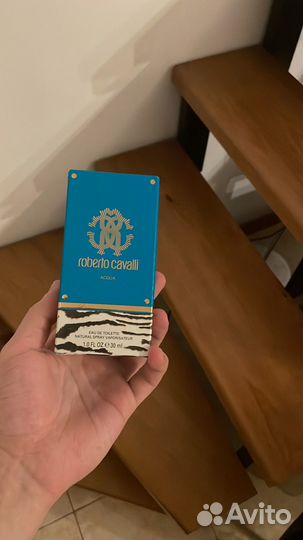 roberto cavalli
ACQUA
EAU DE TOILETTE
NATURAL SPRAY VAPORISATEUR
1.0 FL OZ ℮ 30 ml
Avito